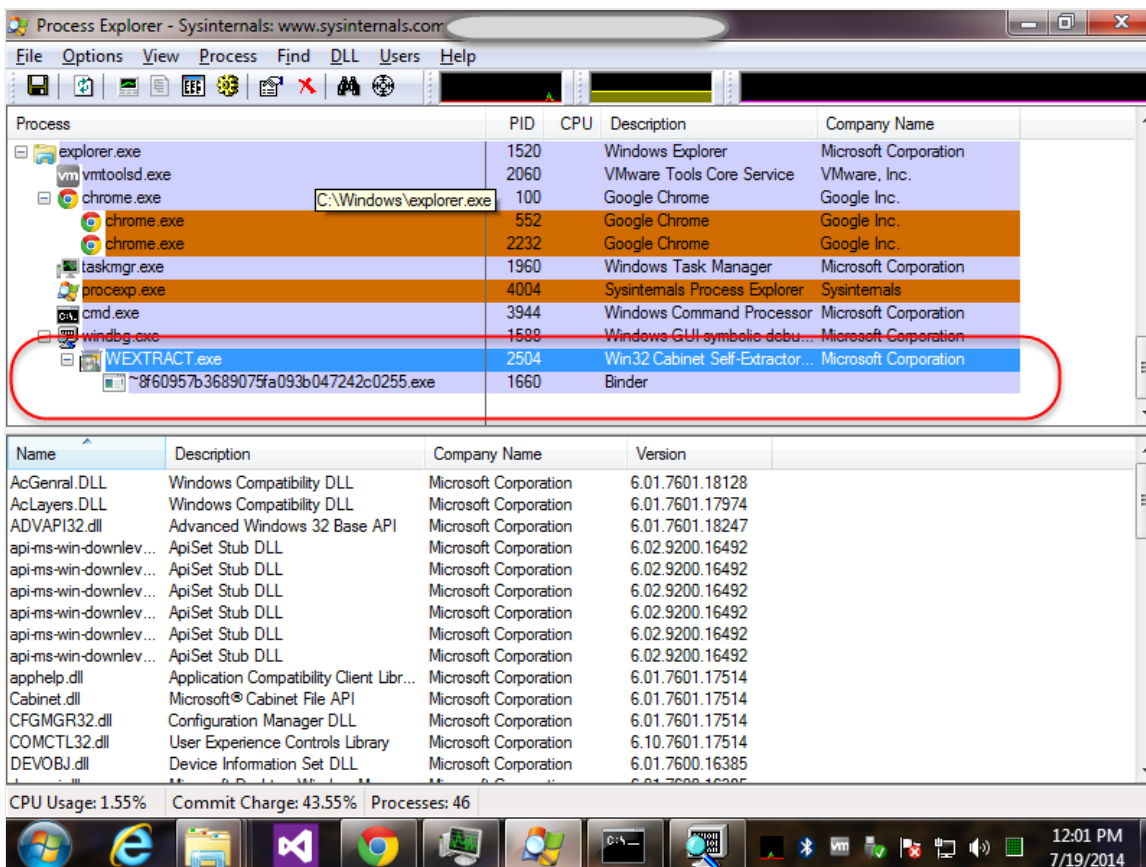 Process Explorer - Sysinternals: www.sysinternals.com
File Options View Process Find DLL Users Help
Process PID CPU Description Company Name
explorer.exe 1520 Windows Explorer Microsoft Corporation
vmtoolsd.exe 2060 VMware Tools Core Service VMware, Inc.
chrome.exe C:\Windows\explorer.exe 100 Google Chrome Google Inc.
chrome.exe 552 Google Chrome Google Inc.
chrome.exe 2232 Google Chrome Google Inc.
taskmgr.exe 1960 Windows Task Manager Microsoft Corporation
procexp.exe 4004 Sysinternals Process Explorer Sysinternals
cmd.exe 3944 Windows Command Processor Microsoft Corporation
windbg.exe 1588 Windows GUI symbolic debu... Microsoft Corporation
WEXTRACT.exe 2504 Win32 Cabinet Self-Extractor... Microsoft Corporation
~8f60957b3689075fa093b047242c0255.exe 1660 Binder
Name Description Company Name Version
AcGenral.DLL Windows Compatibility DLL Microsoft Corporation 6.01.7601.18128
AcLayers.DLL Windows Compatibility DLL Microsoft Corporation 6.01.7601.17974
ADVAPI32.dll Advanced Windows 32 Base API Microsoft Corporation 6.01.7601.18247
api-ms-win-downlev... ApiSet Stub DLL Microsoft Corporation 6.02.9200.16492
api-ms-win-downlev... ApiSet Stub DLL Microsoft Corporation 6.02.9200.16492
api-ms-win-downlev... ApiSet Stub DLL Microsoft Corporation 6.02.9200.16492
api-ms-win-downlev... ApiSet Stub DLL Microsoft Corporation 6.02.9200.16492
api-ms-win-downlev... ApiSet Stub DLL Microsoft Corporation 6.02.9200.16492
api-ms-win-downlev... ApiSet Stub DLL Microsoft Corporation 6.02.9200.16492
apphelp.dll Application Compatibility Client Libr... Microsoft Corporation 6.01.7601.17514
Cabinet.dll Microsoft® Cabinet File API Microsoft Corporation 6.01.7601.17514
CFGMGR32.dll Configuration Manager DLL Microsoft Corporation 6.01.7601.17514
COMCTL32.dll User Experience Controls Library Microsoft Corporation 6.10.7601.17514
DEVOBJ.dll Device Information Set DLL Microsoft Corporation 6.01.7600.16385
CPU Usage: 1.55% Commit Charge: 43.55% Processes: 46
12:01 PM
7/19/2014